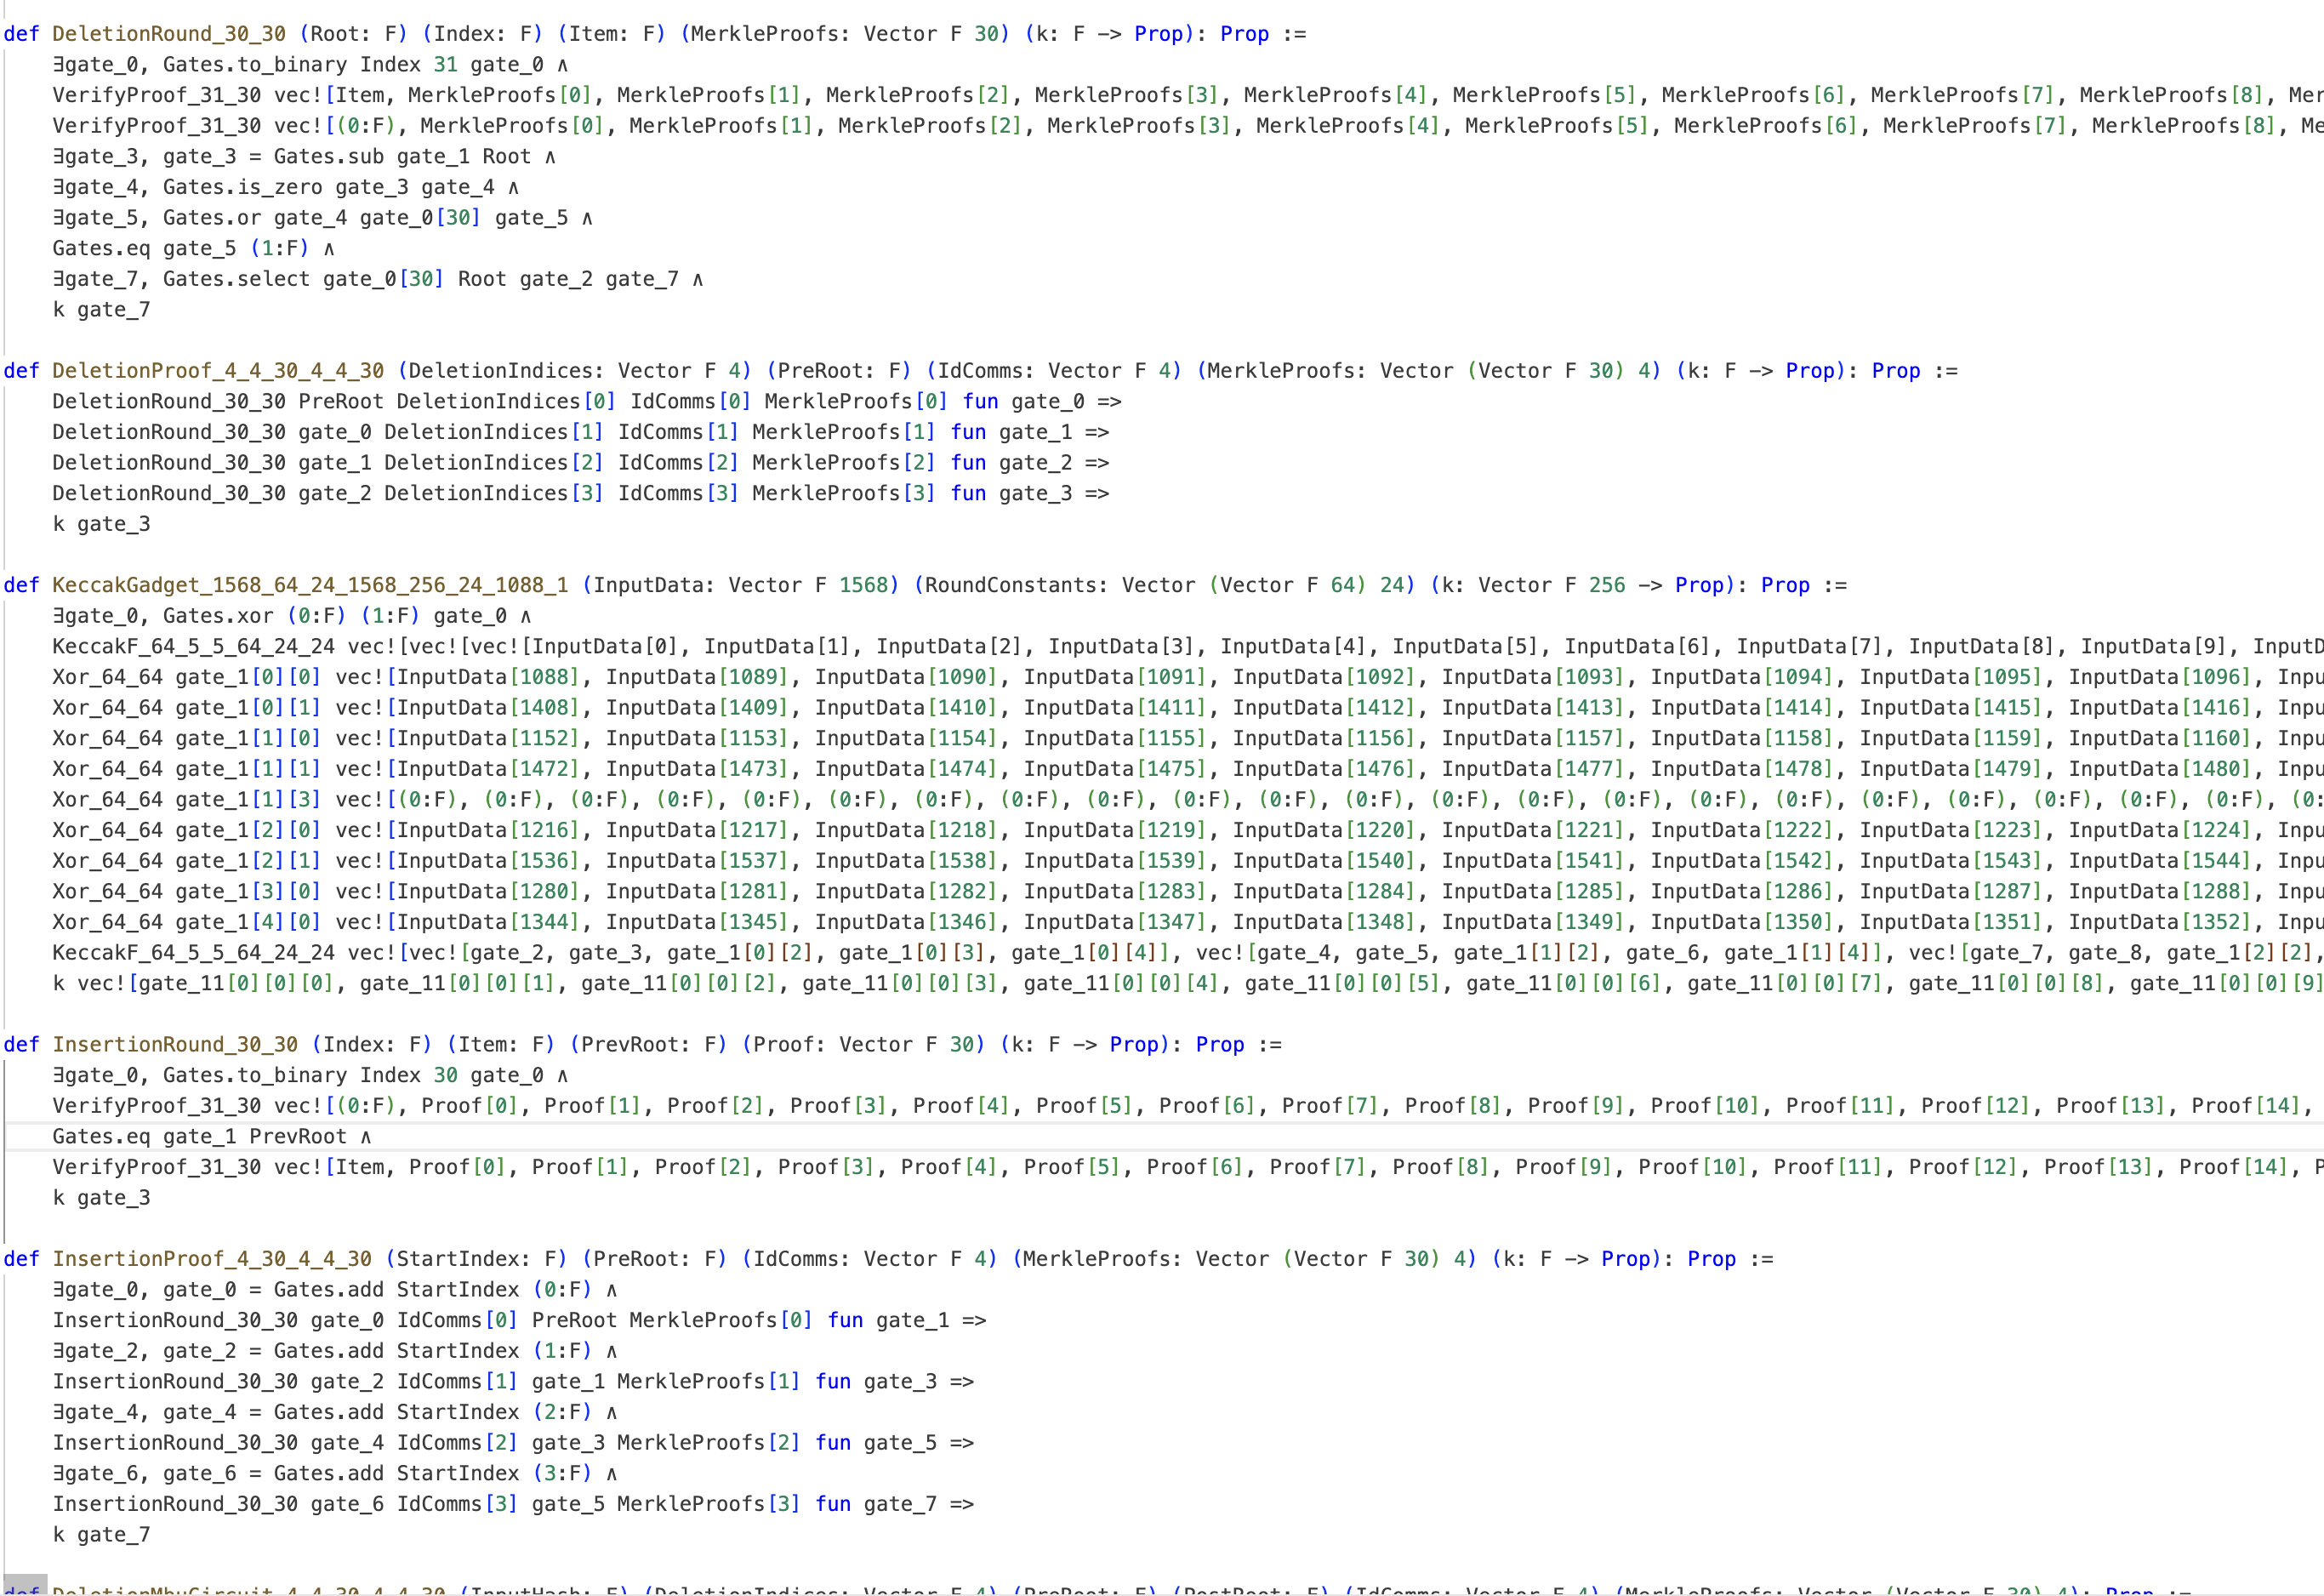 def DeletionRound_30_30 (Root: F) (Index: F) (Item: F) (MerkleProofs: Vector F 30) (k: F -> Prop): Prop :=
    ∃gate_0, Gates.to_binary Index 31 gate_0 ∧
    VerifyProof_31_30 vec![Item, MerkleProofs[0], MerkleProofs[1], MerkleProofs[2], MerkleProofs[3], MerkleProofs[4], MerkleProofs[5], MerkleProofs[6], MerkleProofs[7], MerkleProofs[8], Mer
    VerifyProof_31_30 vec![(0:F), MerkleProofs[0], MerkleProofs[1], MerkleProofs[2], MerkleProofs[3], MerkleProofs[4], MerkleProofs[5], MerkleProofs[6], MerkleProofs[7], MerkleProofs[8], Me
    ∃gate_3, gate_3 = Gates.sub gate_1 Root ∧
    ∃gate_4, Gates.is_zero gate_3 gate_4 ∧
    ∃gate_5, Gates.or gate_4 gate_0[30] gate_5 ∧
    Gates.eq gate_5 (1:F) ∧
    ∃gate_7, Gates.select gate_0[30] Root gate_2 gate_7 ∧
    k gate_7
def DeletionProof_4_4_30_4_4_30 (DeletionIndices: Vector F 4) (PreRoot: F) (IdComms: Vector F 4) (MerkleProofs: Vector (Vector F 30) 4) (k: F -> Prop): Prop :=
    DeletionRound_30_30 PreRoot DeletionIndices[0] IdComms[0] MerkleProofs[0] fun gate_0 =>
    DeletionRound_30_30 gate_0 DeletionIndices[1] IdComms[1] MerkleProofs[1] fun gate_1 =>
    DeletionRound_30_30 gate_1 DeletionIndices[2] IdComms[2] MerkleProofs[2] fun gate_2 =>
    DeletionRound_30_30 gate_2 DeletionIndices[3] IdComms[3] MerkleProofs[3] fun gate_3 =>
    k gate_3
def KeccakGadget_1568_64_24_1568_256_24_1088_1 (InputData: Vector F 1568) (RoundConstants: Vector (Vector F 64) 24) (k: Vector F 256 -> Prop): Prop :=
    ∃gate_0, Gates.xor (0:F) (1:F) gate_0 ∧
    KeccakF_64_5_5_64_24_24 vec![vec![vec![InputData[0], InputData[1], InputData[2], InputData[3], InputData[4], InputData[5], InputData[6], InputData[7], InputData[8], InputData[9], InputD
    Xor_64_64 gate_1[0][0] vec![InputData[1088], InputData[1089], InputData[1090], InputData[1091], InputData[1092], InputData[1093], InputData[1094], InputData[1095], InputData[1096], Inpu
    Xor_64_64 gate_1[0][1] vec![InputData[1408], InputData[1409], InputData[1410], InputData[1411], InputData[1412], InputData[1413], InputData[1414], InputData[1415], InputData[1416], Inpu
    Xor_64_64 gate_1[1][0] vec![InputData[1152], InputData[1153], InputData[1154], InputData[1155], InputData[1156], InputData[1157], InputData[1158], InputData[1159], InputData[1160], Inpu
    Xor_64_64 gate_1[1][1] vec![InputData[1472], InputData[1473], InputData[1474], InputData[1475], InputData[1476], InputData[1477], InputData[1478], InputData[1479], InputData[1480], Inpu
    Xor_64_64 gate_1[1][3] vec![(0:F), (0:F), (0:F), (0:F), (0:F), (0:F), (0:F), (0:F), (0:F), (0:F), (0:F), (0:F), (0:F), (0:F), (0:F), (0:F), (0:F), (0:F), (0:F), (0:F), (0:F), (0:F), (0:
    Xor_64_64 gate_1[2][0] vec![InputData[1216], InputData[1217], InputData[1218], InputData[1219], InputData[1220], InputData[1221], InputData[1222], InputData[1223], InputData[1224], Inpu
    Xor_64_64 gate_1[2][1] vec![InputData[1536], InputData[1537], InputData[1538], InputData[1539], InputData[1540], InputData[1541], InputData[1542], InputData[1543], InputData[1544], Inpu
    Xor_64_64 gate_1[3][0] vec![InputData[1280], InputData[1281], InputData[1282], InputData[1283], InputData[1284], InputData[1285], InputData[1286], InputData[1287], InputData[1288], Inpu
    Xor_64_64 gate_1[4][0] vec![InputData[1344], InputData[1345], InputData[1346], InputData[1347], InputData[1348], InputData[1349], InputData[1350], InputData[1351], InputData[1352], Inpu
    KeccakF_64_5_5_64_24_24 vec![vec![gate_2, gate_3, gate_1[0][2], gate_1[0][3], gate_1[0][4]], vec![gate_4, gate_5, gate_1[1][2], gate_6, gate_1[1][4]], vec![gate_7, gate_8, gate_1[2][2],
    k vec![gate_11[0][0][0], gate_11[0][0][1], gate_11[0][0][2], gate_11[0][0][3], gate_11[0][0][4], gate_11[0][0][5], gate_11[0][0][6], gate_11[0][0][7], gate_11[0][0][8], gate_11[0][0][9]
def InsertionRound_30_30 (Index: F) (Item: F) (PrevRoot: F) (Proof: Vector F 30) (k: F -> Prop): Prop :=
    ∃gate_0, Gates.to_binary Index 30 gate_0 ∧
    VerifyProof_31_30 vec![(0:F), Proof[0], Proof[1], Proof[2], Proof[3], Proof[4], Proof[5], Proof[6], Proof[7], Proof[8], Proof[9], Proof[10], Proof[11], Proof[12], Proof[13], Proof[14],
    Gates.eq gate_1 PrevRoot ∧
    VerifyProof_31_30 vec![Item, Proof[0], Proof[1], Proof[2], Proof[3], Proof[4], Proof[5], Proof[6], Proof[7], Proof[8], Proof[9], Proof[10], Proof[11], Proof[12], Proof[13], Proof[14], P
    k gate_3
def InsertionProof_4_30_4_4_30 (StartIndex: F) (PreRoot: F) (IdComms: Vector F 4) (MerkleProofs: Vector (Vector F 30) 4) (k: F -> Prop): Prop :=
    ∃gate_0, gate_0 = Gates.add StartIndex (0:F) ∧
    InsertionRound_30_30 gate_0 IdComms[0] PreRoot MerkleProofs[0] fun gate_1 =>
    ∃gate_2, gate_2 = Gates.add StartIndex (1:F) ∧
    InsertionRound_30_30 gate_2 IdComms[1] gate_1 MerkleProofs[1] fun gate_3 =>
    ∃gate_4, gate_4 = Gates.add StartIndex (2:F) ∧
    InsertionRound_30_30 gate_4 IdComms[2] gate_3 MerkleProofs[2] fun gate_5 =>
    ∃gate_6, gate_6 = Gates.add StartIndex (3:F) ∧
    InsertionRound_30_30 gate_6 IdComms[3] gate_5 MerkleProofs[3] fun gate_7 =>
    k gate_7
def DeletionMbuCircuit_4_4_30_4_4_30 (InputHash: F) (DeletionIndices: Vector F 4) (PreRoot: F) (PostRoot: F) (IdComms: Vector F 4) (MerkleProofs: Vector (Vector F 30) 4): Prop :=